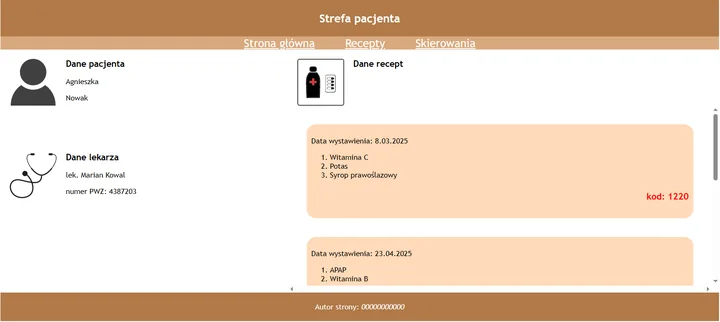 Strefa pacjenta
Strona główna Recepty Skierowania
Dane pacjenta
Agnieszka
Nowak
Dane lekarza
lek. Marian Kowal
numer PWZ: 4387203
Dane recept
Data wystawienia: 8.03.2025
1. Witamina C
2. Potas
3. Syrop prawoślazowy
kod: 1220
Data wystawienia: 23.04.2025
1. APAP
2. Witamina B
Autor strony: 00000000000